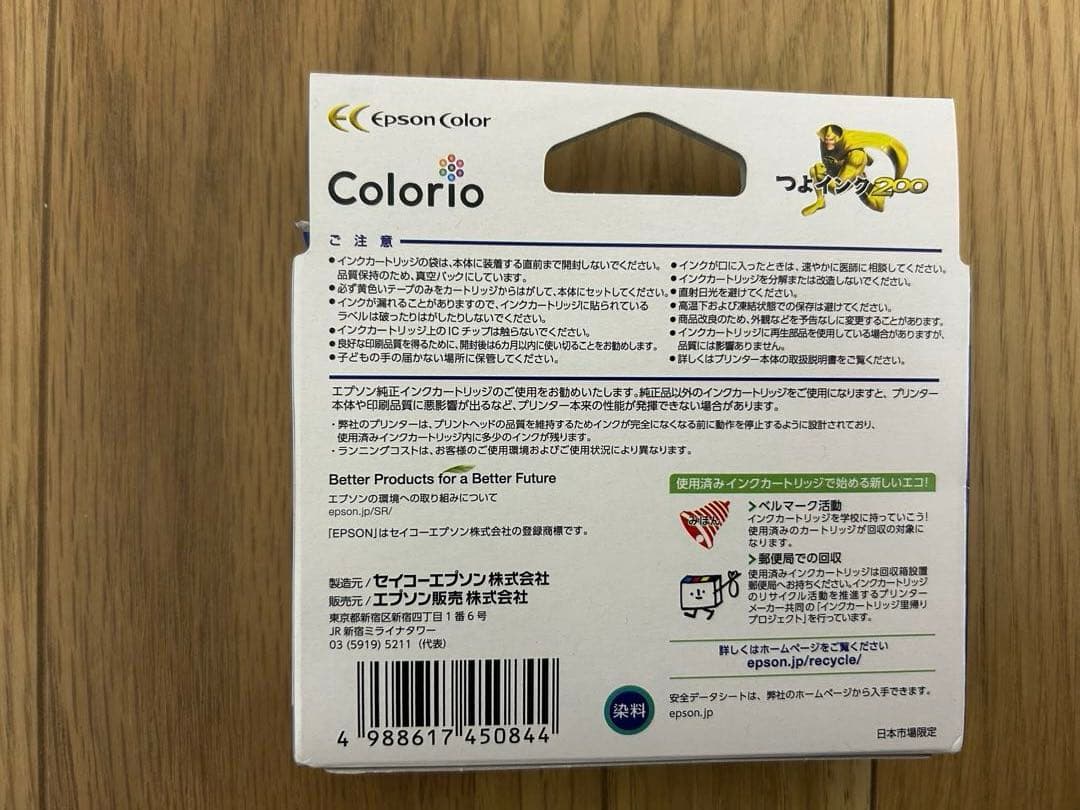 EC Epson Color
Colorio
つよインク200
ご注意
●インクカートリッジの袋は、本体に装着する直前まで開封しないでください。
品質保持のため、真空パックにしています。
●必ず黄色いテープのみをカートリッジからはがして、本体にセットしてください。
●インクが漏れることがありますので、インクカートリッジに貼られている
ラベルは破ったりはがしたりしないでください。
●インクカートリッジ上のICチップは触らないでください。
●良好な印刷品質を得るために、開封後は6カ月以内に使い切ることをお勧めします。
●子どもの手の届かない場所に保管してください。
●インクが口に入ったときは、速やかに医師に相談してください。
●インクカートリッジを分解または改造しないでください。
●直射日光を避けてください。
●高温下および凍結状態での保存は避けてください。
●商品改良のため、外観などを予告なしに変更することがあります。
●インクカートリッジに再生部品を使用している場合がありますが、
品質には影響ありません。
●詳しくはプリンター本体の取扱説明書をご覧ください。
エプソン純正インクカートリッジのご使用をお勧めいたします。純正品以外のインクカートリッジをご使用になりますと、プリンター
本体や印刷品質に悪影響が出るなど、プリンター本来の性能が発揮できない場合があります。
・弊社のプリンターは、プリントヘッドの品質を維持するためインクが完全になくなる前に動作を停止するように設計されており、
使用済みインクカートリッジ内に多少のインクが残ります。
・ランニングコストは、お客様のご使用環境およびご使用状況により異なります。
Better Products for a Better Future
エプソンの環境への取り組みについて
epson.jp/SR/
「EPSON」はセイコーエプソン株式会社の登録商標です。
製造元/セイコーエプソン株式会社
販売元/エプソン販売株式会社
東京都新宿区新宿四丁目1番6号
JR新宿ミライナタワー
03 (5919) 5211 (代表)
4 988617 450844
使用済みインクカートリッジで始める新しいエコ!
みほん
ベルマーク活動
インクカートリッジを学校に持っていこう!
使用済みのカートリッジが回収の対象に
なります。
郵便局での回収
使用済みインクカートリッジは回収箱設置
郵便局へお持ちください。インクカートリッジ
のリサイクル活動を推進するプリンター
メーカー共同の「インクカートリッジ里帰り
プロジェクト」を行っています。
詳しくはホームページをご覧ください
epson.jp/recycle/
染料
安全データシートは、弊社のホームページから入手できます。
epson.jp
日本市場限定